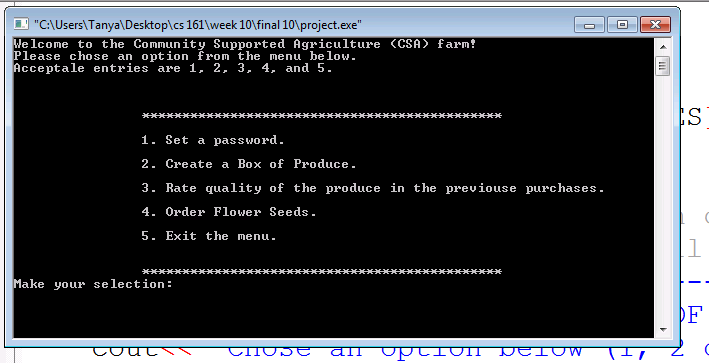 "C:\Users\Tanya\Desktop\cs 161\week 10\final 10\project.exe"
Welcome to the Community Supported Agriculture (CSA) farm!
Please chose an option from the menu below.
Acceptale entries are 1, 2, 3, 4, and 5.
*********************************************
1. Set a password.
2. Create a Box of Produce.
3. Rate quality of the produce in the previouse purchases.
4. Order Flower Seeds.
5. Exit the menu.
*********************************************
Make your selection:
ES
OF
cout<< "Chose an option below (1, 2